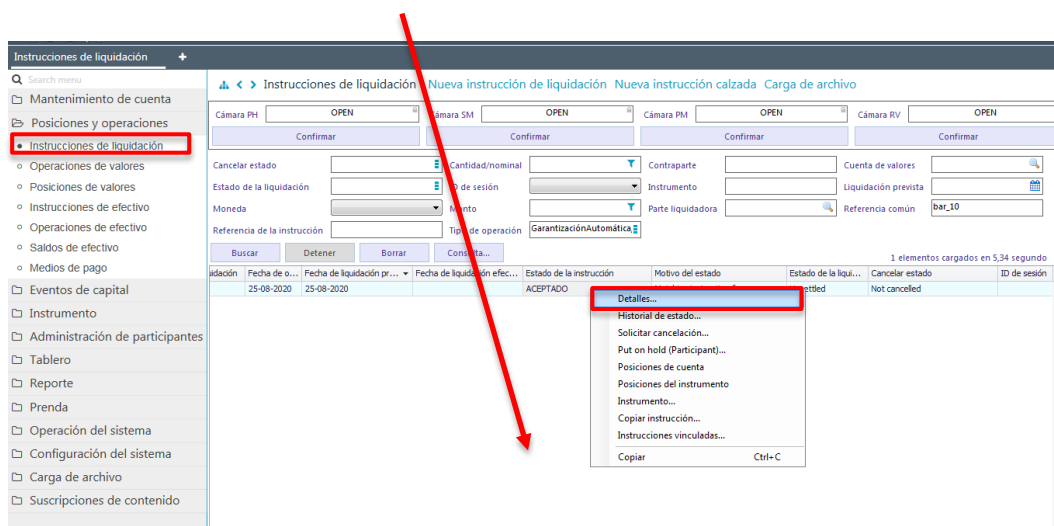 Instrucciones de liquidación +
Search menu
Mantenimiento de cuenta
Posiciones y operaciones
Instrucciones de liquidación
Operaciones de valores
Posiciones de valores
Instrucciones de efectivo
Operaciones de efectivo
Saldos de efectivo
Medios de pago
Eventos de capital
Instrumento
Administración de participantes
Tablero
Reporte
Prenda
Operación del sistema
Configuración del sistema
Carga de archivo
Suscripciones de contenido
Instrucciones de liquidación Nueva instrucción de liquidación Nueva instrucción calzada Carga de archivo
Cámara PH OPEN Cámara SM OPEN Cámara PM OPEN Cámara RV OPEN
Confirmar Confirmar Confirmar Confirmar
Cancelar estado Cantidad/nominal Contraparte Cuenta de valores
Estado de la liquidación ID de sesión Instrumento Liquidación prevista
Moneda Monto Parte liquidadora Referencia común bar_10
Referencia de la instrucción Tipo de operación GarantizaciónAutomática,
Buscar Detener Borrar Consulta...
1 elementos cargados en 5,34 segundo
idación Fecha de o... Fecha de liquidación pr... Fecha de liquidación efec... Estado de la instrucción Motivo del estado Estado de la liqui... Cancelar estado ID de sesión
25-08-2020 25-08-2020 ACEPTADO Not cancelled
Detalles...
Historial de estado...
Solicitar cancelación...
Put on hold (Participant)...
Posiciones de cuenta
Posiciones del instrumento
Instrumento...
Copiar instrucción...
Instrucciones vinculadas...
Copiar Ctrl+C